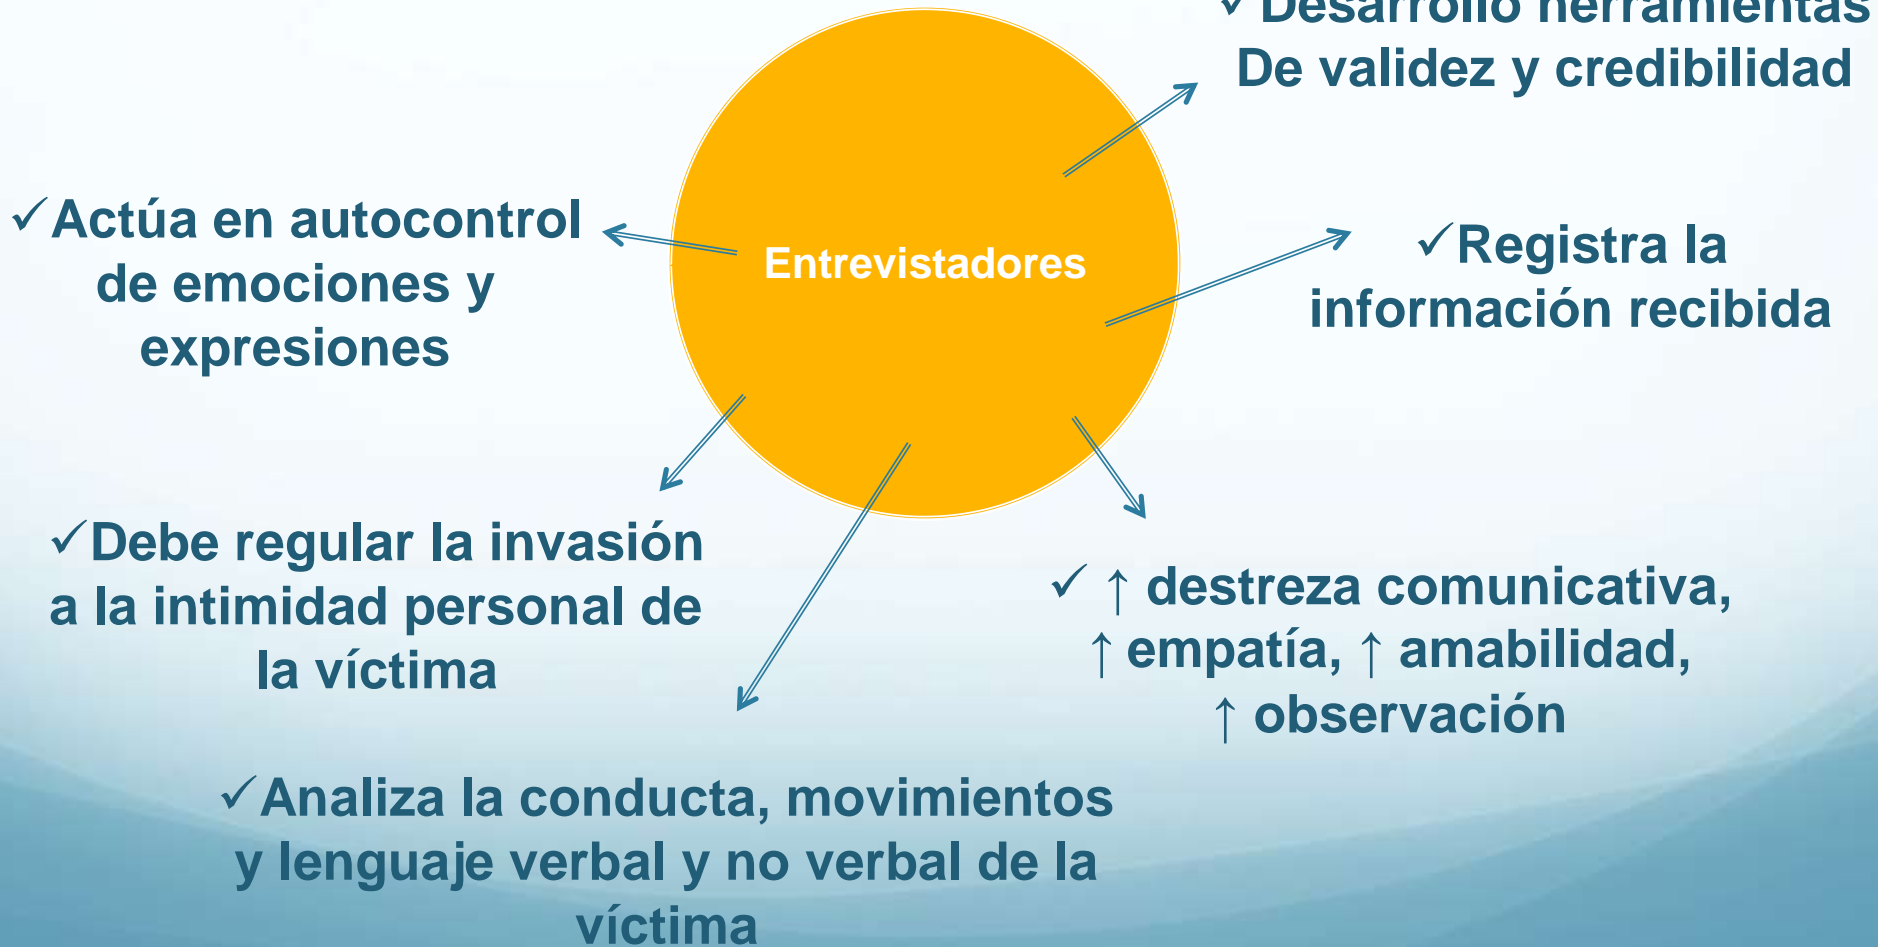 ✓Desarrollo herramientas
De validez y credibilidad
✓Actúa en autocontrol
de emociones y
expresiones
Entrevistadores
✓Registra la
información recibida
✓Debe regular la invasión
a la intimidad personal de
la víctima
✓ ↑ destreza comunicativa,
↑ empatía, ↑ amabilidad,
↑ observación
✓Analiza la conducta, movimientos
y lenguaje verbal y no verbal de la
víctima